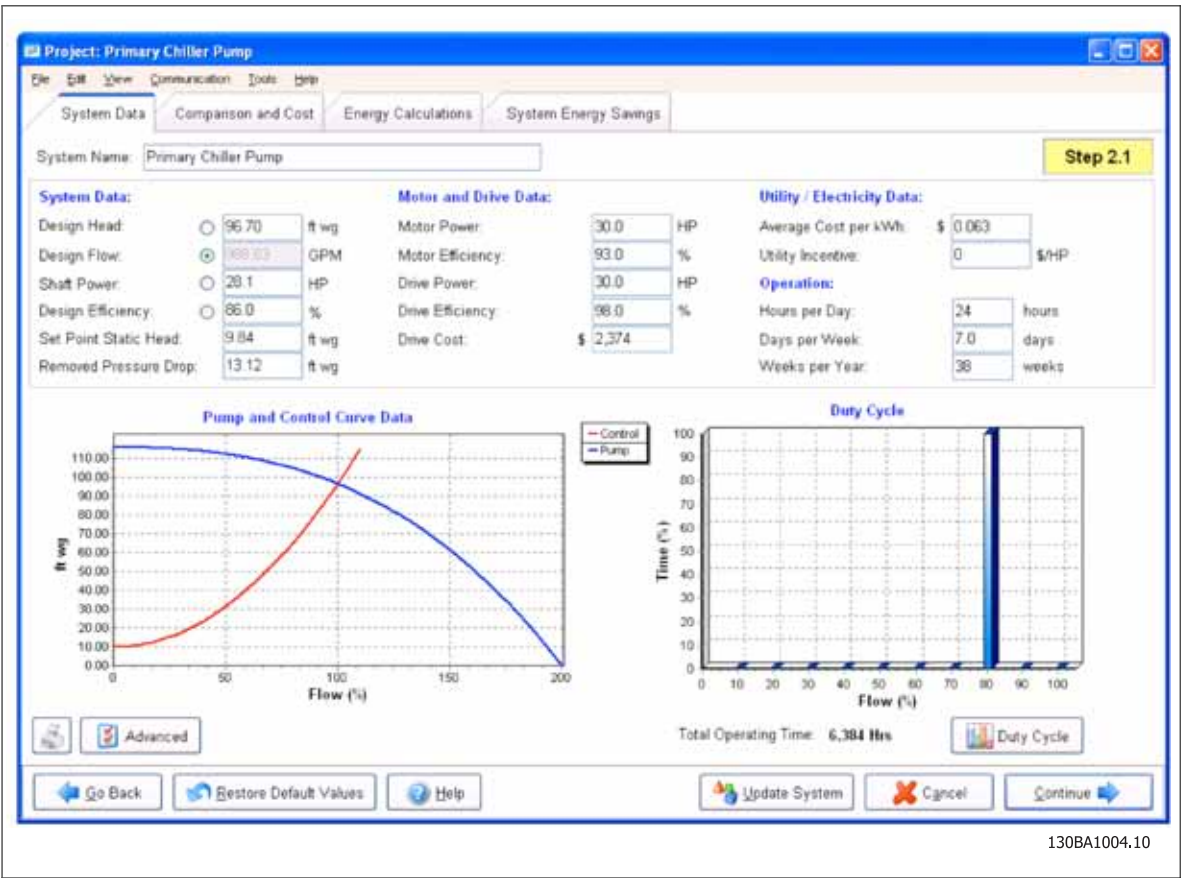 Project: Primary Chiller Pump
File Edit View Communication Tools Help
System Data Comparison and Cost Energy Calculations System Energy Savings
System Name: Primary Chiller Pump
Step 2.1
System Data:
Design Head: 96.70 ft wg
Design Flow: GPM
Shaft Power: 28.1 HP
Design Efficiency: 86.0 %
Set Point Static Head: 9.84 ft wg
Removed Pressure Drop: 13.12 ft wg
Motor and Drive Data:
Motor Power: 30.0 HP
Motor Efficiency: 93.0 %
Drive Power: 30.0 HP
Drive Efficiency: 98.0 %
Drive Cost: $ 2,374
Utility / Electricity Data:
Average Cost per kWh: $ 0.063
Utility Incentive: 0 $/HP
Operation:
Hours per Day: 24 hours
Days per Week: 7.0 days
Weeks per Year: 38 weeks
Pump and Control Curve Data
Control
Pump
110.00
100.00
90.00
80.00
70.00
60.00
50.00
40.00
30.00
20.00
10.00
0.00
ft wg
0 50 100 150 200
Flow (%)
Duty Cycle
100
90
80
70
60
50
40
30
20
10
0
Time (%)
0 10 20 30 40 50 60 70 80 90 100
Flow (%)
Advanced
Total Operating Time: 6,384 Hrs
Duty Cycle
Go Back Restore Default Values Help Update System Cancel Continue
130BA1004.10